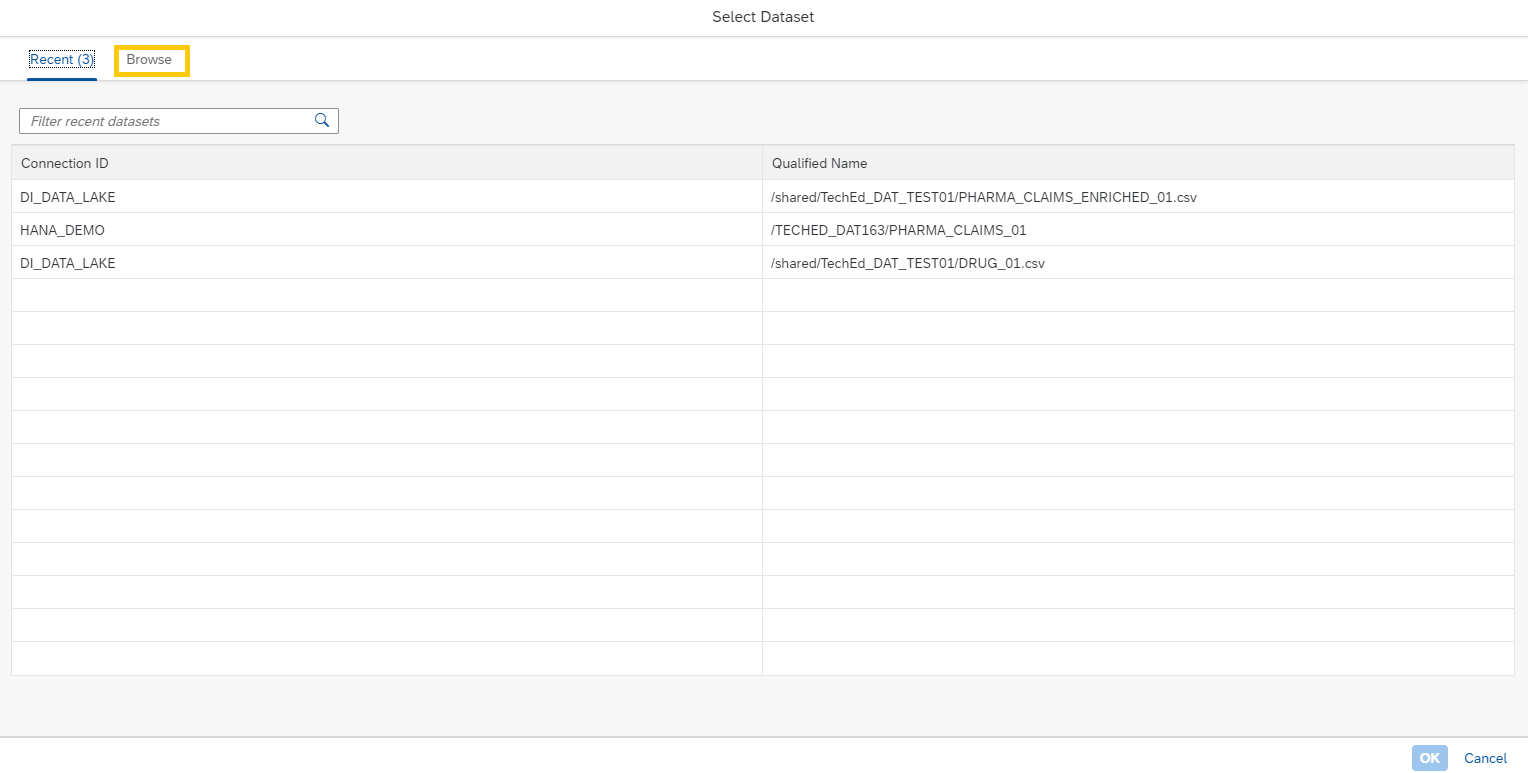 Select Dataset
Recent (3) Browse
Filter recent datasets
Connection ID Qualified Name
DI_DATA_LAKE /shared/TechEd_DAT_TEST01/PHARMA_CLAIMS_ENRICHED_01.csv
HANA_DEMO /TECHED_DAT163/PHARMA_CLAIMS_01
DI_DATA_LAKE /shared/TechEd_DAT_TEST01/DRUG_01.csv
OK Cancel